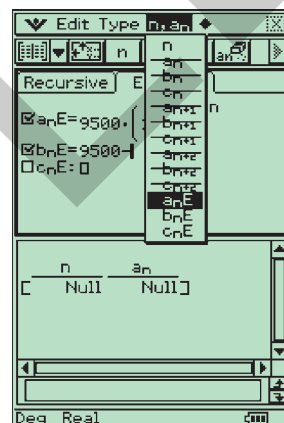 Edit Type n,an
n
Recursive E
anE=9500·( n
bnE=9500-
cnE:
n
an
bn
cn
an+1
bn+1
cn+1
an+2
bn+2
cn+2
anE
bnE
cnE
n an
[ Null Null]
Deg Real